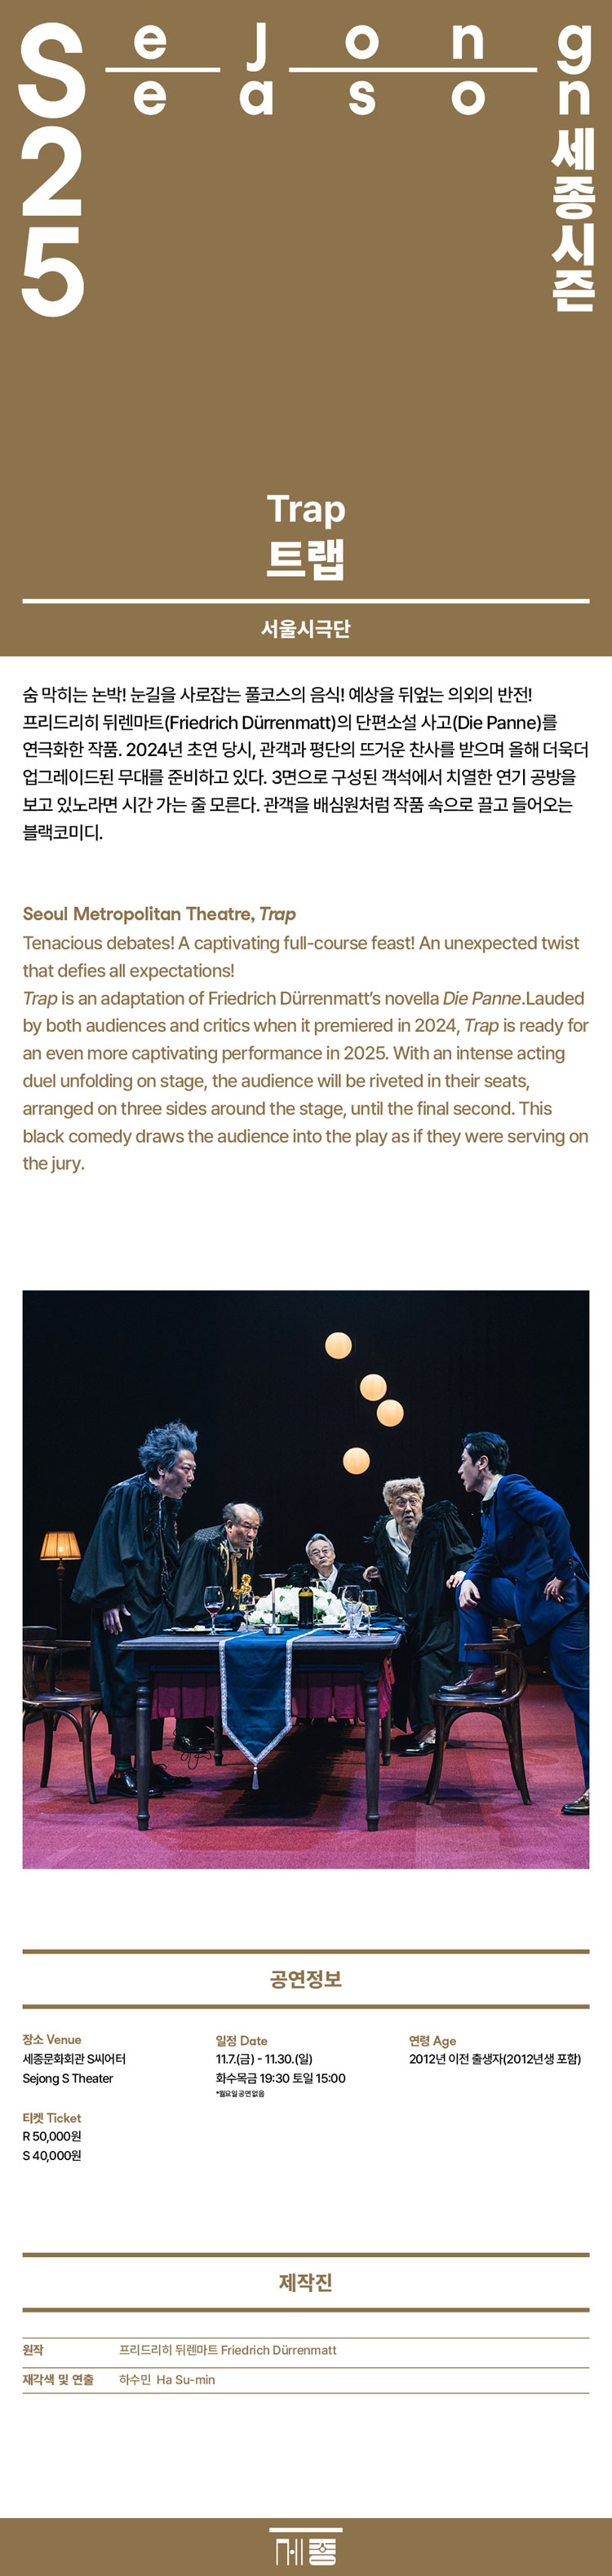 Sejong
Season
25
세종시즌
Trap
트랩
서울시극단
숨 막히는 논박! 눈길을 사로잡는 풀코스의 음식! 예상을 뒤엎는 의외의 반전!
프리드리히 뒤렌마트(Friedrich Dürrenmatt)의 단편소설 사고(Die Panne)를
연극화한 작품. 2024년 초연 당시, 관객과 평단의 뜨거운 찬사를 받으며 올해 더욱더
업그레이드된 무대를 준비하고 있다. 3면으로 구성된 객석에서 치열한 연기 공방을
보고 있노라면 시간 가는 줄 모른다. 관객을 배심원처럼 작품 속으로 끌고 들어오는
블랙코미디.
Seoul Metropolitan Theatre, Trap
Tenacious debates! A captivating full-course feast! An unexpected twist
that defies all expectations!
Trap is an adaptation of Friedrich Dürrenmatt’s novella Die Panne.Lauded
by both audiences and critics when it premiered in 2024, Trap is ready for
an even more captivating performance in 2025. With an intense acting
duel unfolding on stage, the audience will be riveted in their seats,
arranged on three sides around the stage, until the final second. This
black comedy draws the audience into the play as if they were serving on
the jury.
공연정보
장소 Venue
세종문화회관 S씨어터
Sejong S Theater
일정 Date
11.7.(금) - 11.30.(일)
화수목금 19:30 토일 15:00
*월요일 공연 없음
연령 Age
2012년 이전 출생자(2012년생 포함)
티켓 Ticket
R 50,000원
S 40,000원
제작진
원작 프리드리히 뒤렌마트 Friedrich Dürrenmatt
재각색 및 연출 하수민 Ha Su-min
세종